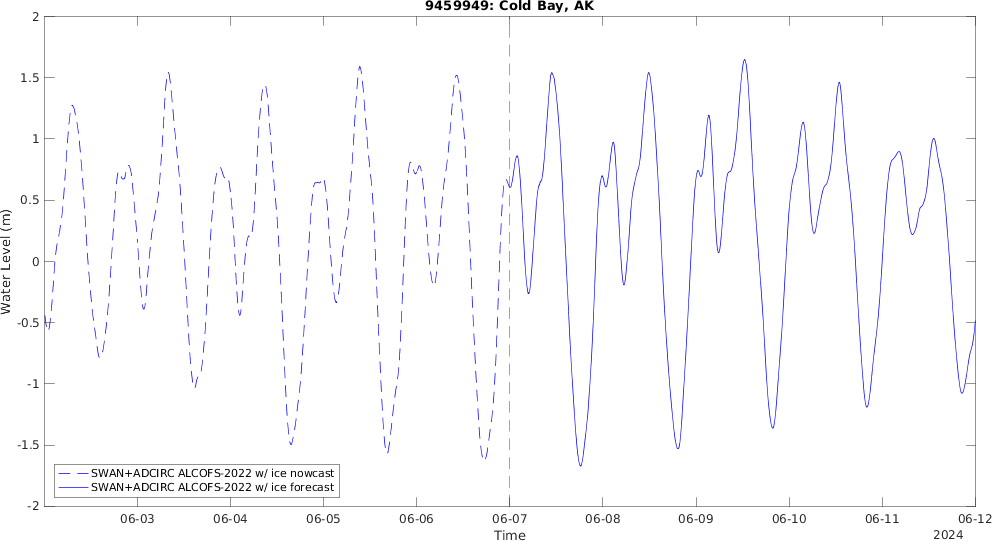 9459949: Cold Bay, AK
2
1.5
1
0.5
0
-0.5
-1
-1.5
-2
Water Level (m)
SWAN+ADCIRC ALCOFS-2022 w/ ice nowcast
SWAN+ADCIRC ALCOFS-2022 w/ ice forecast
06-03 06-04 06-05 06-06 06-07 06-08 06-09 06-10 06-11 06-12
Time
2024